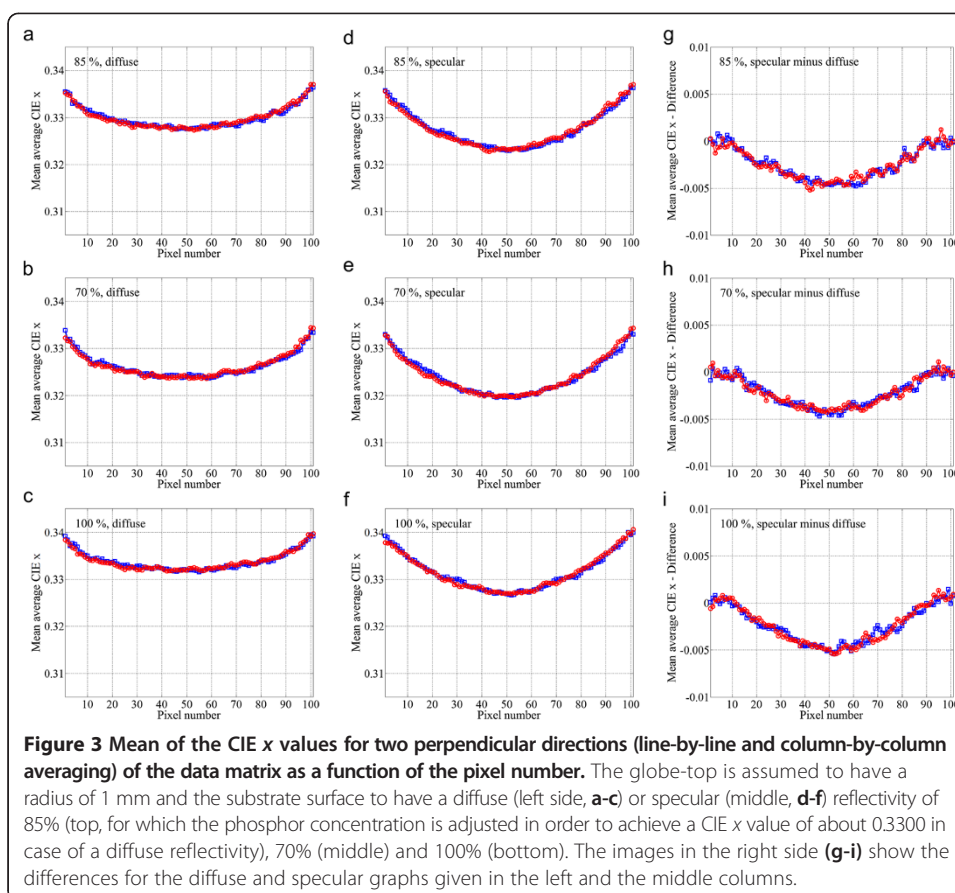 a
85 %, diffuse
Mean average CIE x
0.34
0.33
0.32
0.31
10 20 30 40 50 60 70 80 90 100
Pixel number
d
85 %, specular
Mean average CIE x
0.34
0.33
0.32
0.31
10 20 30 40 50 60 70 80 90 100
Pixel number
g
85 %, specular minus diffuse
Mean average CIE x - Difference
0.01
0.005
0
-0.005
-0.01
10 20 30 40 50 60 70 80 90 100
Pixel number
b
70 %, diffuse
Mean average CIE x
0.34
0.33
0.32
0.31
10 20 30 40 50 60 70 80 90 100
Pixel number
e
70 %, specular
Mean average CIE x
0.34
0.33
0.32
0.31
10 20 30 40 50 60 70 80 90 100
Pixel number
h
70 %, specular minus diffuse
Mean average CIE x - Difference
0.01
0.005
0
-0.005
-0.01
10 20 30 40 50 60 70 80 90 100
Pixel number
c
100 %, diffuse
Mean average CIE x
0.34
0.33
0.32
0.31
10 20 30 40 50 60 70 80 90 100
Pixel number
f
100 %, specular
Mean average CIE x
0.34
0.33
0.32
0.31
10 20 30 40 50 60 70 80 90 100
Pixel number
i
100 %, specular minus diffuse
Mean average CIE x - Difference
0.01
0.005
0
-0.005
-0.01
10 20 30 40 50 60 70 80 90 100
Pixel number
Figure 3 Mean of the CIE x values for two perpendicular directions (line-by-line and column-by-column
averaging) of the data matrix as a function of the pixel number. The globe-top is assumed to have a
radius of 1 mm and the substrate surface to have a diffuse (left side, a-c) or specular (middle, d-f) reflectivity of
85% (top, for which the phosphor concentration is adjusted in order to achieve a CIE x value of about 0.3300 in
case of a diffuse reflectivity), 70% (middle) and 100% (bottom). The images in the right side (g-i) show the
differences for the diffuse and specular graphs given in the left and the middle columns.